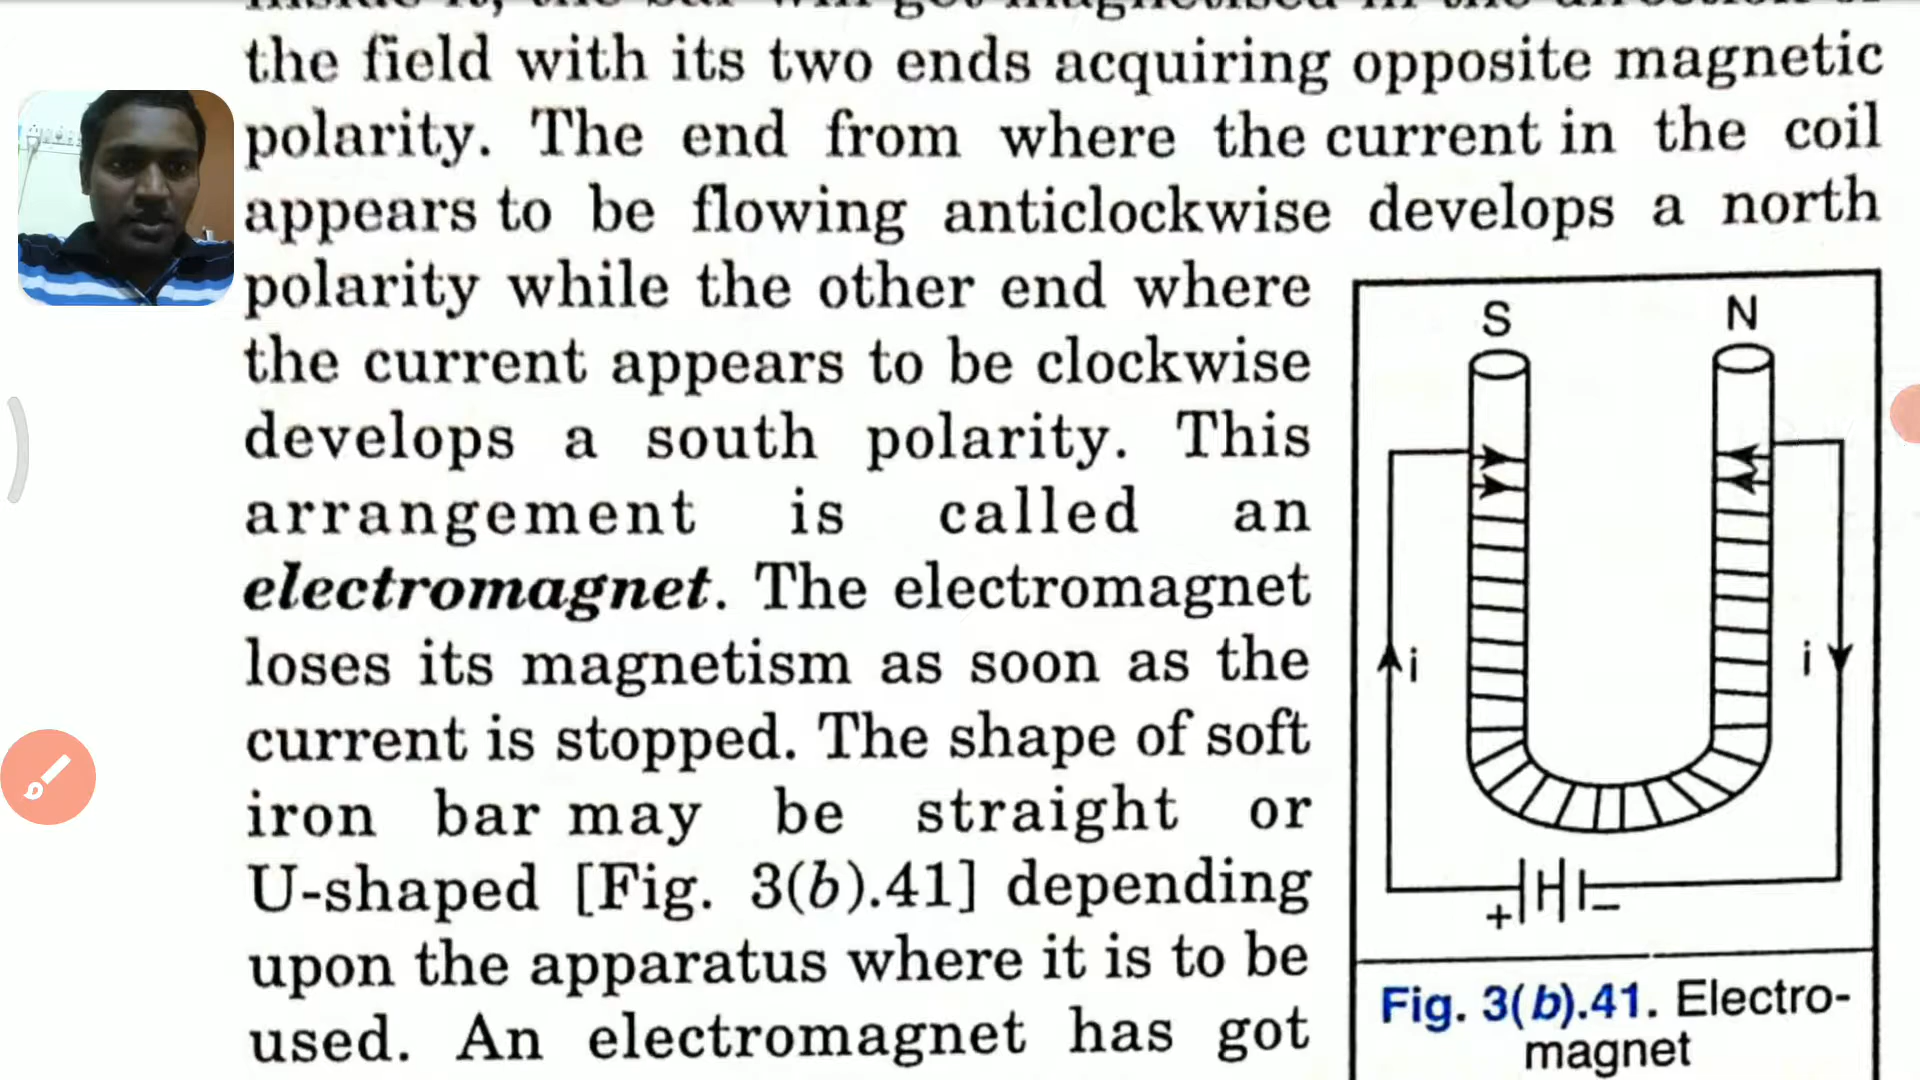 the field with its two ends acquiring opposite magnetic
polarity. The end from where the current in the coil
appears to be flowing anticlockwise develops a north
polarity while the other end where
the current appears to be clockwise
develops a south polarity. This
arrangement is called an
electromagnet. The electromagnet
loses its magnetism as soon as the
current is stopped. The shape of soft
iron bar may be straight or
U-shaped [Fig. 3(b).41] depending
upon the apparatus where it is to be
used. An electromagnet has got
S N
i i
+ –
Fig. 3(b).41. Electro-
magnet